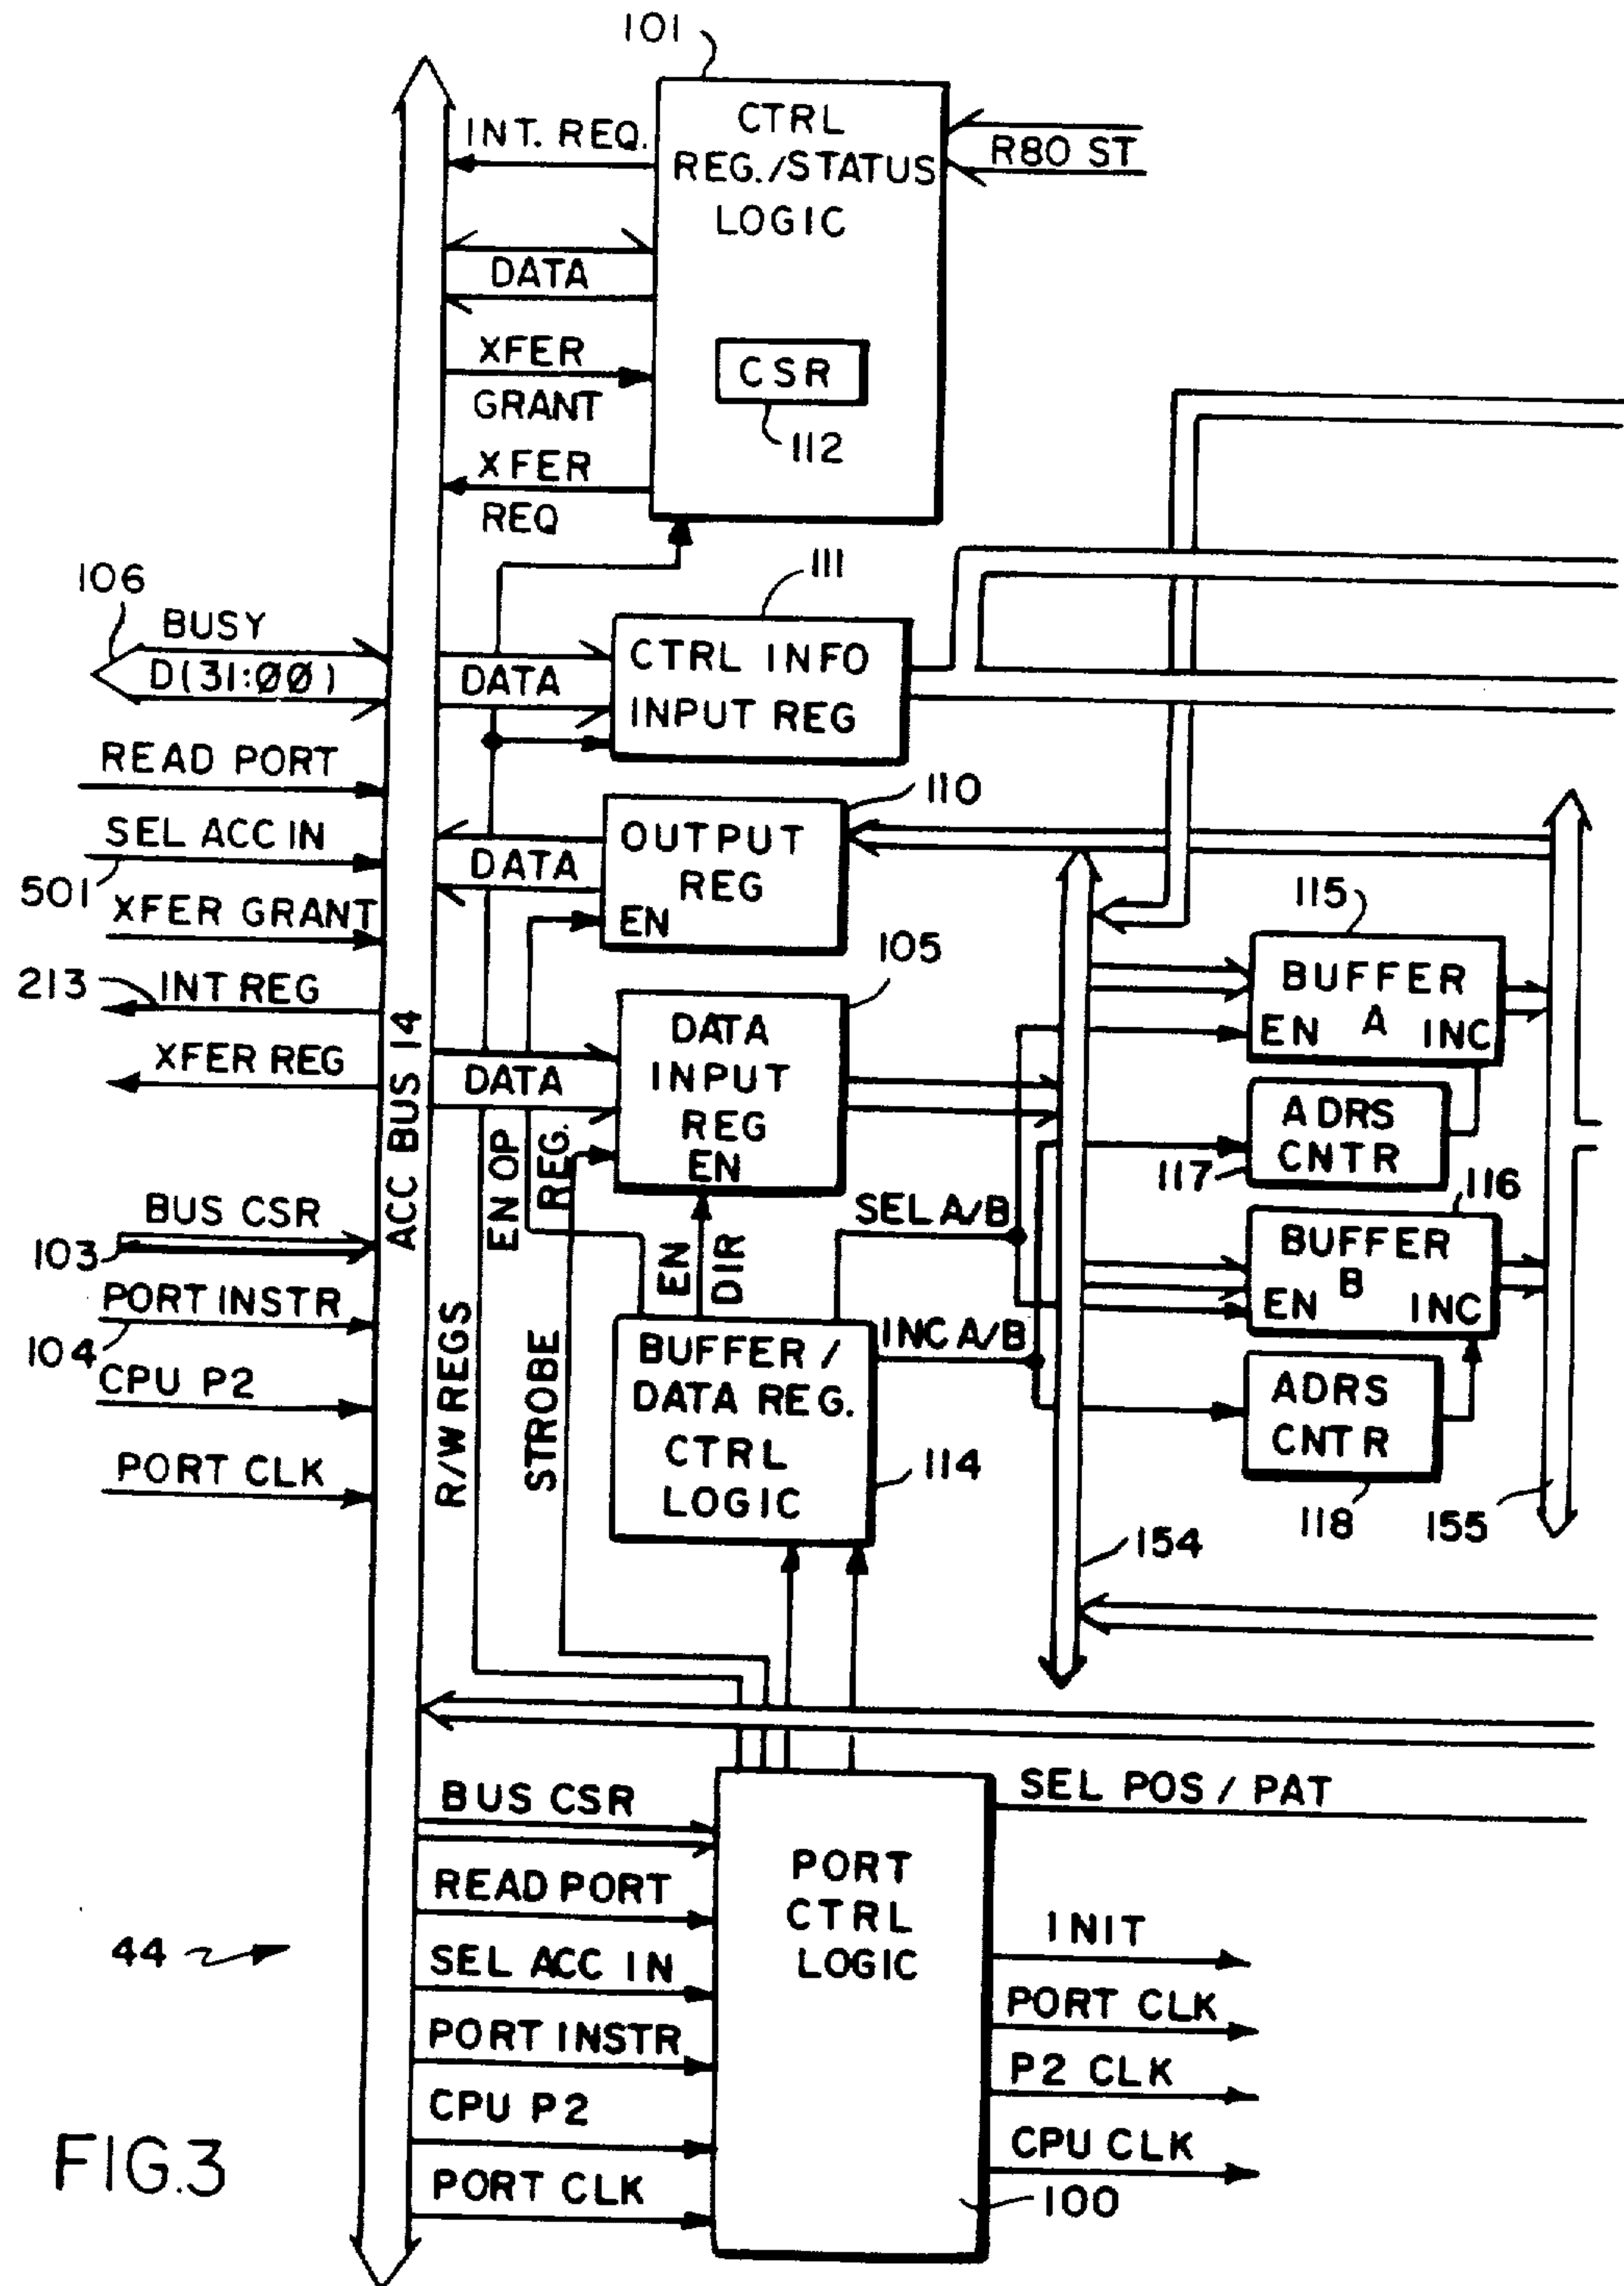 101
CTRL
REG./STATUS
LOGIC
INT. REQ.
R80 ST
DATA
XFER
GRANT
CSR
112
XFER
REQ
106
BUSY
D(31:00)
111
DATA
CTRL INFO
INPUT REG
READ PORT
110
SEL ACC IN
501
DATA
OUTPUT
REG
EN
XFER GRANT
115
BUFFER
A
EN
INC
213
INT REG
105
DATA
INPUT
REG
EN
XFER REG
DATA
ACC BUS 14
ADRS
CNTR
117
EN OP
REG.
116
BUS CSR
103
SEL A/B
BUFFER
B
EN
INC
EN
DIR
PORT INSTR
104
INC A/B
BUFFER /
DATA REG.
CTRL
LOGIC
114
CPU P2
R/W REGS
STROBE
ADRS
CNTR
118
PORT CLK
155
154
BUS CSR
SEL POS / PAT
PORT
CTRL
LOGIC
READ PORT
44
INIT
SEL ACC IN
PORT CLK
PORT INSTR
P2 CLK
CPU P2
CPU CLK
PORT CLK
100
FIG.3